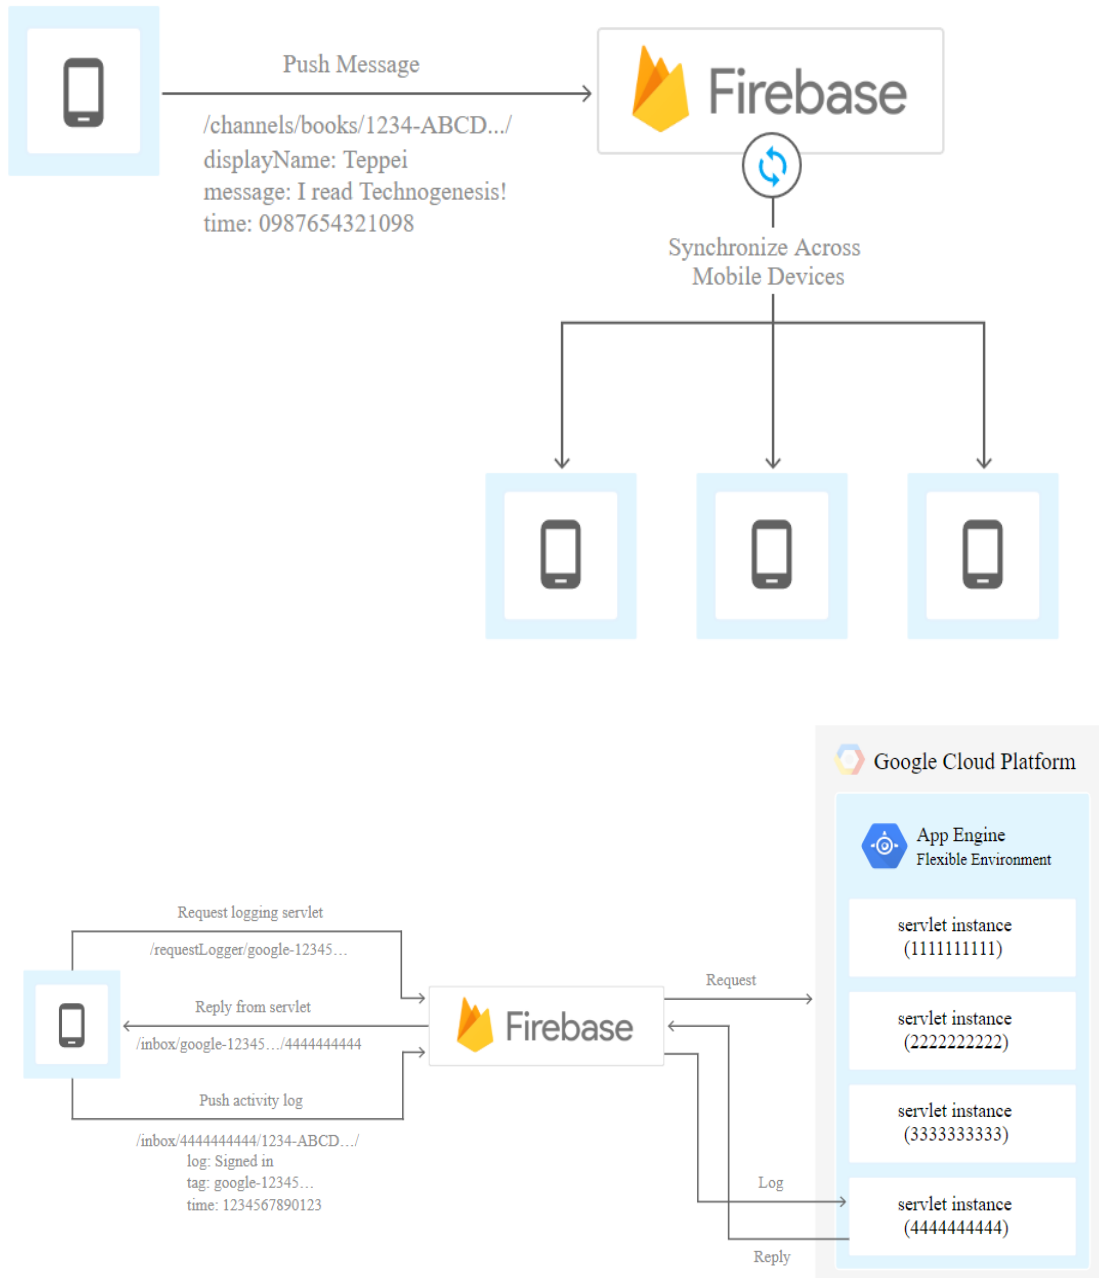 Push Message
Firebase
/channels/books/1234-ABCD.../
displayName: Teppei
message: I read Technogenesis!
time: 0987654321098
Synchronize Across
Mobile Devices
Google Cloud Platform
App Engine
Flexible Environment
Request logging servlet
/requestLogger/google-12345...
Reply from servlet
/inbox/google-12345.../4444444444
Push activity log
/inbox/4444444444/1234-ABCD.../
log: Signed in
tag: google-12345...
time: 1234567890123
Firebase
Request
Log
Reply
servlet instance
(1111111111)
servlet instance
(2222222222)
servlet instance
(3333333333)
servlet instance
(4444444444)